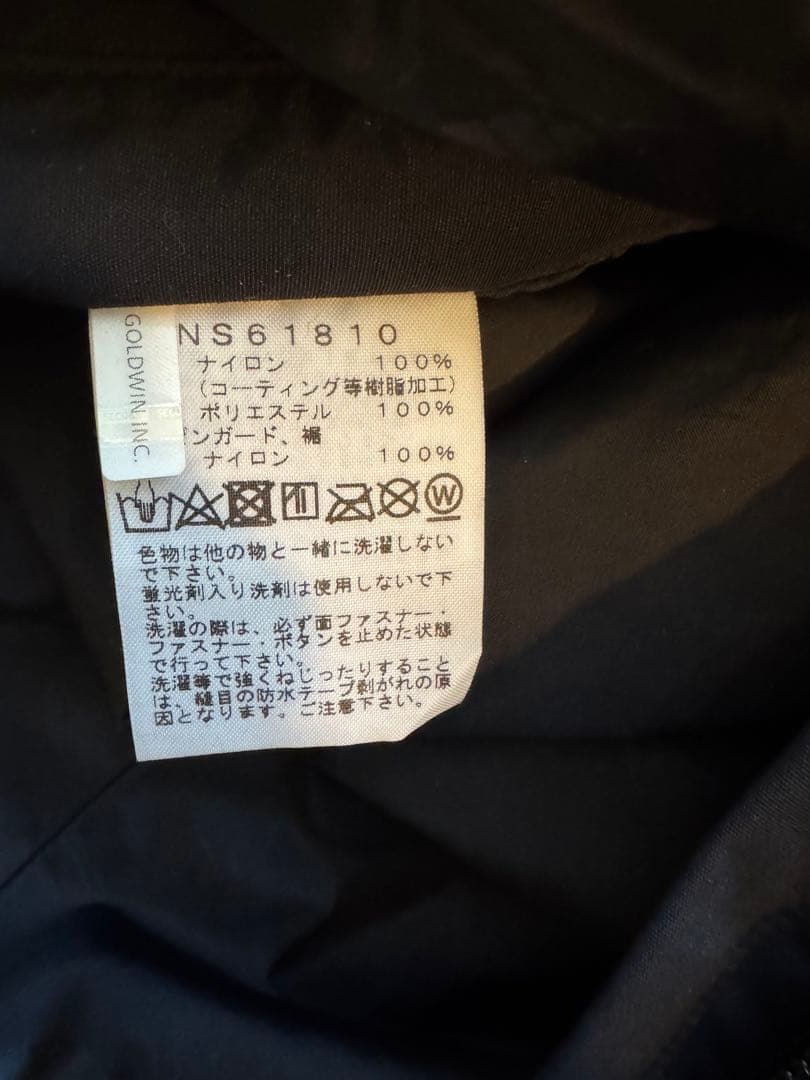 GOLDWIN INC.
NS61810
ナイロン 100%
(コーティング等樹脂加工)
ポリエステル 100%
ンガード、裾
ナイロン 100%
W
色物は他の物と一緒に洗濯しない
で下さい。
蛍光剤入り洗剤は使用しないで下
さい。
洗濯の際は、必ず面ファスナー・
ファスナー・ボタンを止めた状態
で行って下さい。
洗濯等で強くねじったりすること
は、縫目の防水テープ剥がれの原
因となります。ご注意下さい。